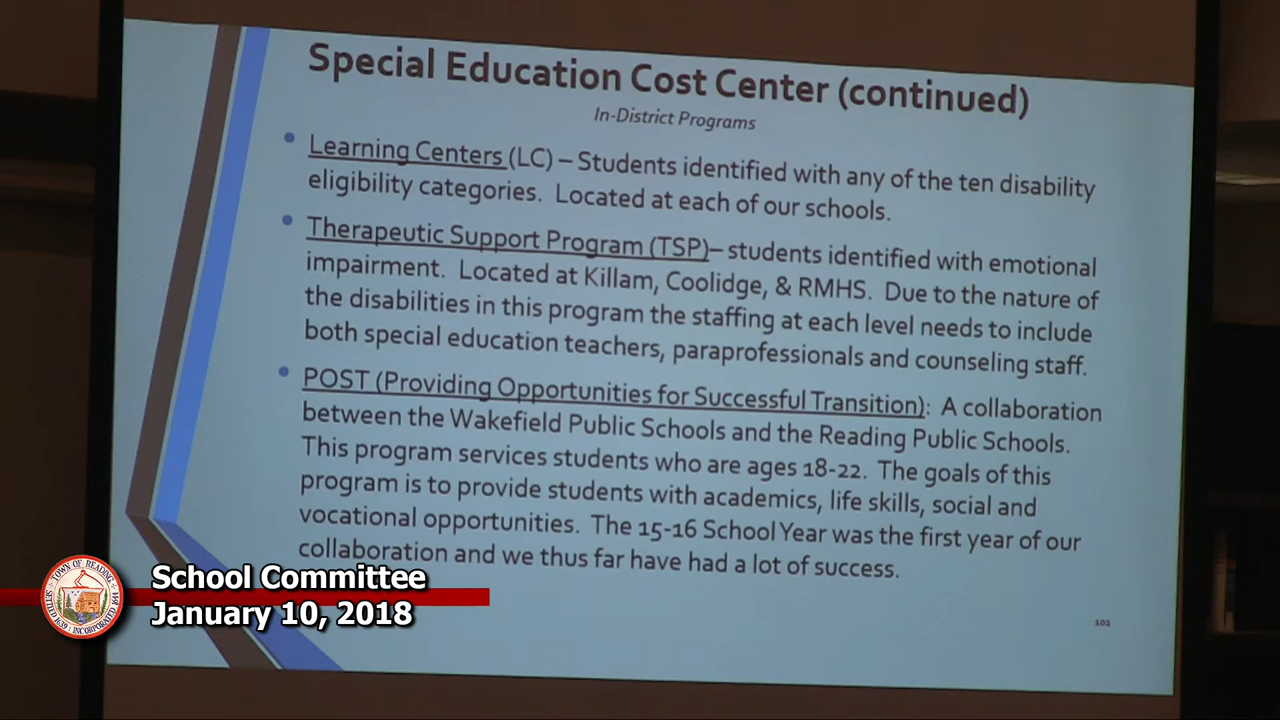 Special Education Cost Center (continued)
In-District Programs
• Learning Centers (LC) – Students identified with any of the ten disability
eligibility categories. Located at each of our schools.
• Therapeutic Support Program (TSP)– students identified with emotional
impairment. Located at Killam, Coolidge, & RMHS. Due to the nature of
the disabilities in this program the staffing at each level needs to include
both special education teachers, paraprofessionals and counseling staff.
• POST (Providing Opportunities for Successful Transition): A collaboration
between the Wakefield Public Schools and the Reading Public Schools.
This program services students who are ages 18-22. The goals of this
program is to provide students with academics, life skills, social and
vocational opportunities. The 15-16 School Year was the first year of our
collaboration and we thus far have had a lot of success.
102
TOWN OF READING
SETTLED 1639 : INCORPORATED 1644
School Committee
January 10, 2018